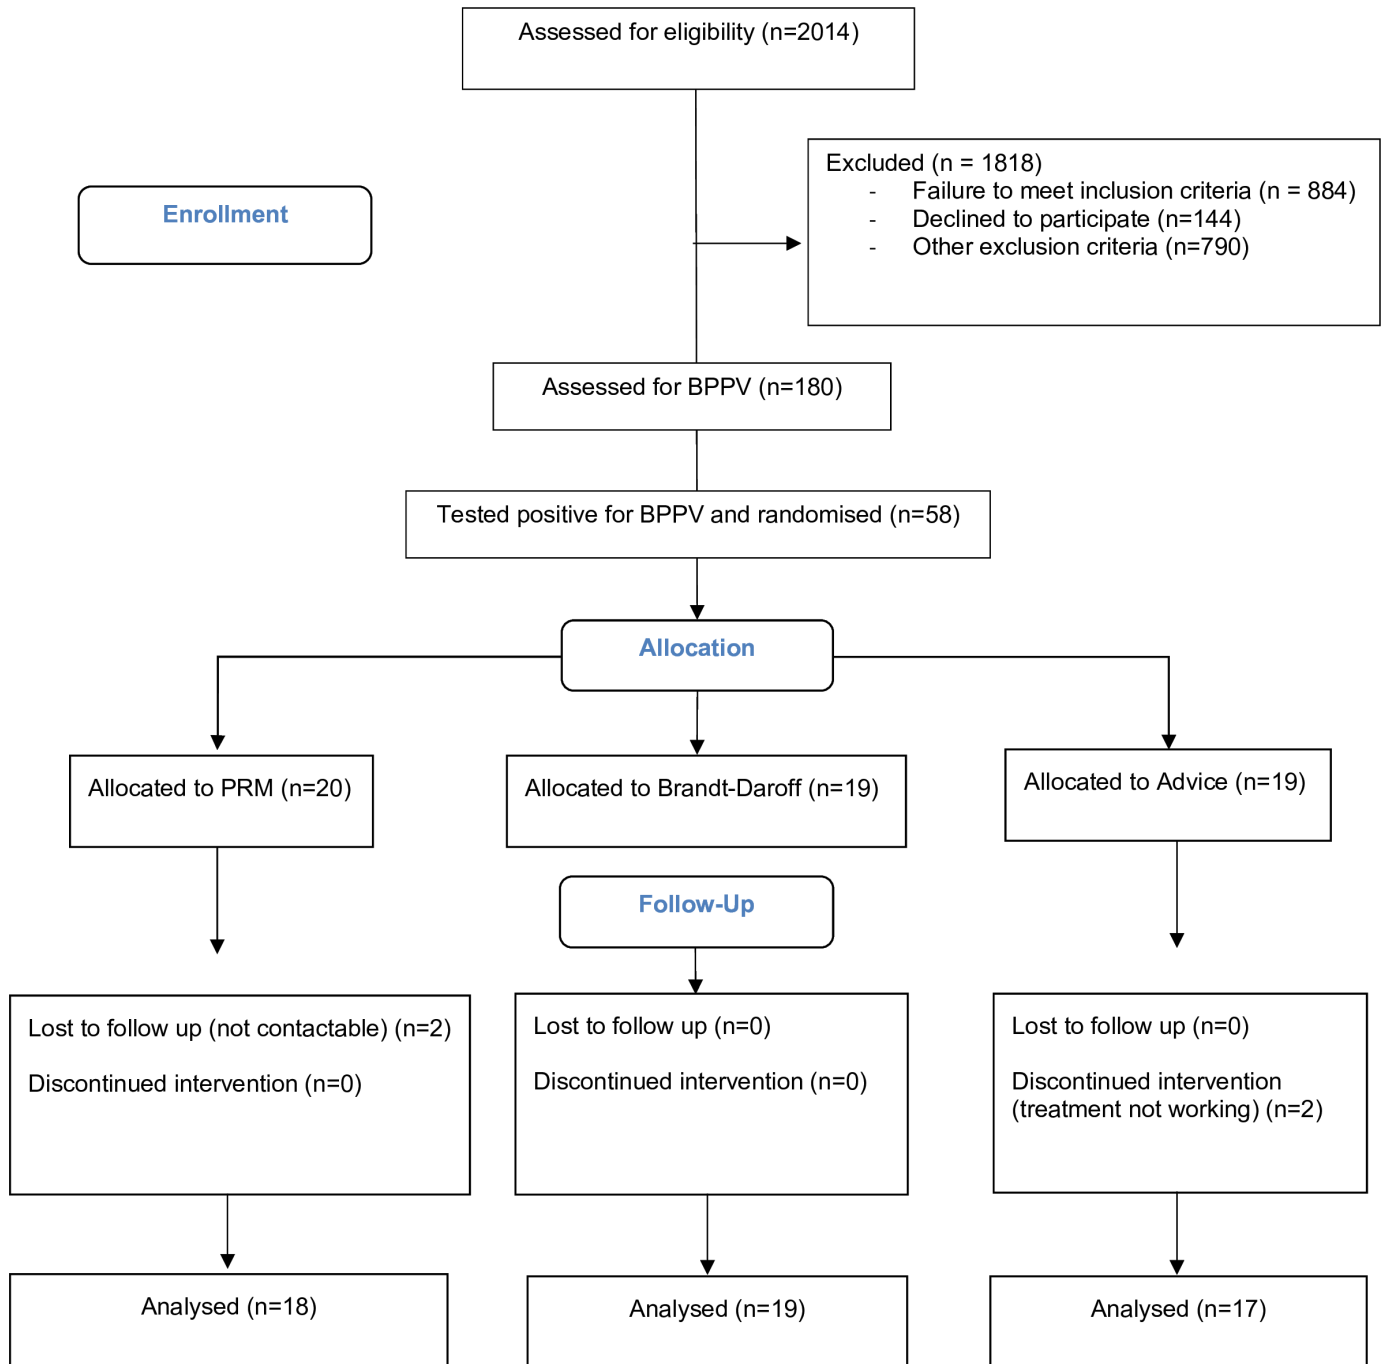 Assessed for eligibility (n=2014)
Excluded (n = 1818)
- Failure to meet inclusion criteria (n = 884)
- Declined to participate (n=144)
- Other exclusion criteria (n=790)
Enrollment
Assessed for BPPV (n=180)
Tested positive for BPPV and randomised (n=58)
Allocation
Allocated to PRM (n=20)
Allocated to Brandt-Daroff (n=19)
Allocated to Advice (n=19)
Follow-Up
Lost to follow up (not contactable) (n=2)
Discontinued intervention (n=0)
Lost to follow up (n=0)
Discontinued intervention (n=0)
Lost to follow up (n=0)
Discontinued intervention
(treatment not working) (n=2)
Analysed (n=18)
Analysed (n=19)
Analysed (n=17)